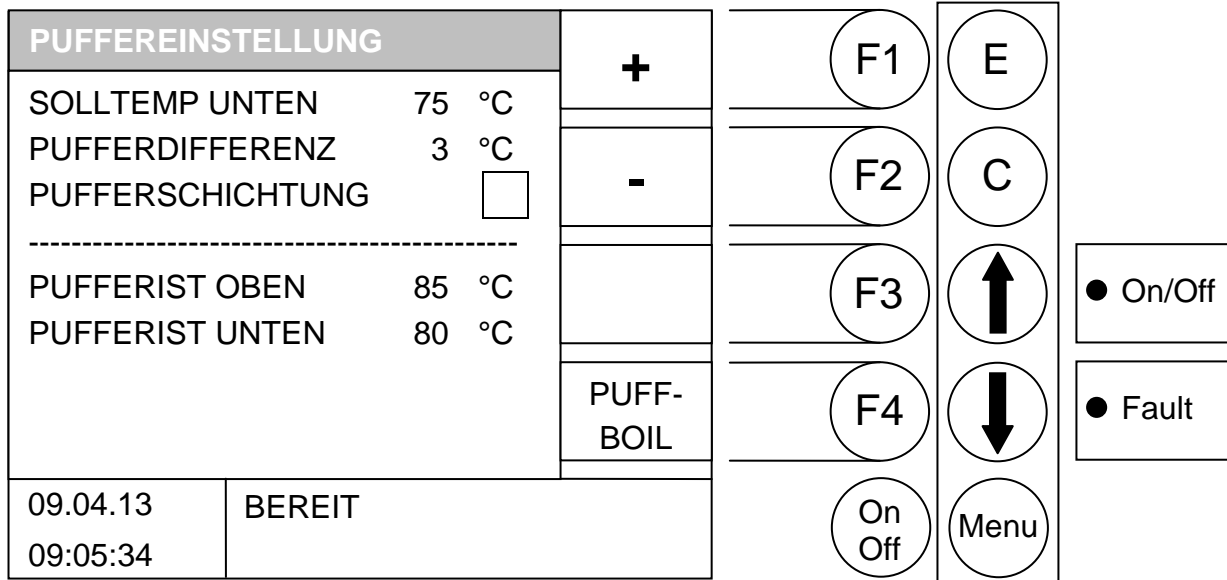 PUFFEREINSTELLUNG
SOLLTEMP UNTEN 75 °C
PUFFERDIFFERENZ 3 °C
PUFFERSCHICHTUNG
---------------------------------------------
PUFFERIST OBEN 85 °C
PUFFERIST UNTEN 80 °C
+
-
PUFF-
BOIL
09.04.13
09:05:34
BEREIT
F1
E
F2
C
F3
F4
On
Off
Menu
● On/Off
● Fault